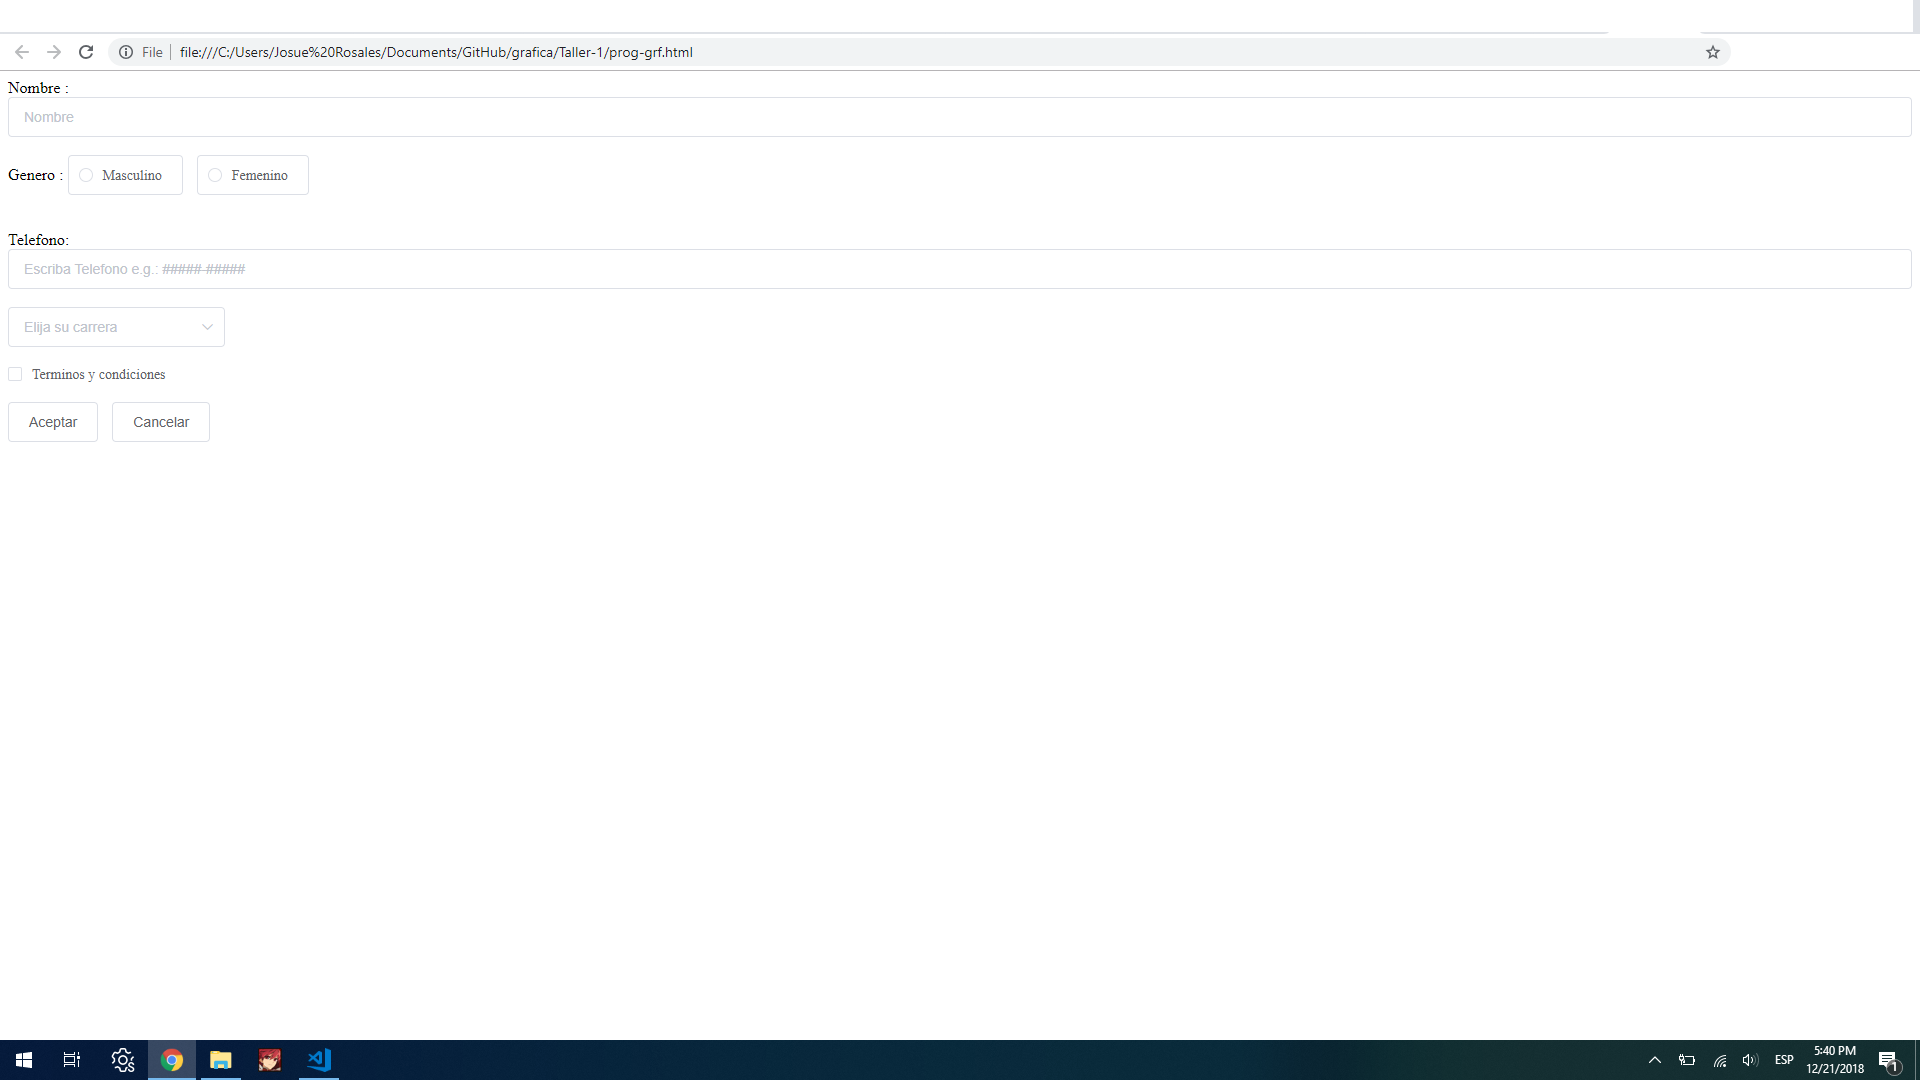 File file:///C:/Users/Josue%20Rosales/Documents/GitHub/grafica/Taller-1/prog-grf.html
Nombre :
Nombre
Genero : Masculino Femenino
Telefono:
Escriba Telefono e.g.: #####-#####
Elija su carrera
Terminos y condiciones
Aceptar Cancelar
ESP
5:40 PM
12/21/2018
1